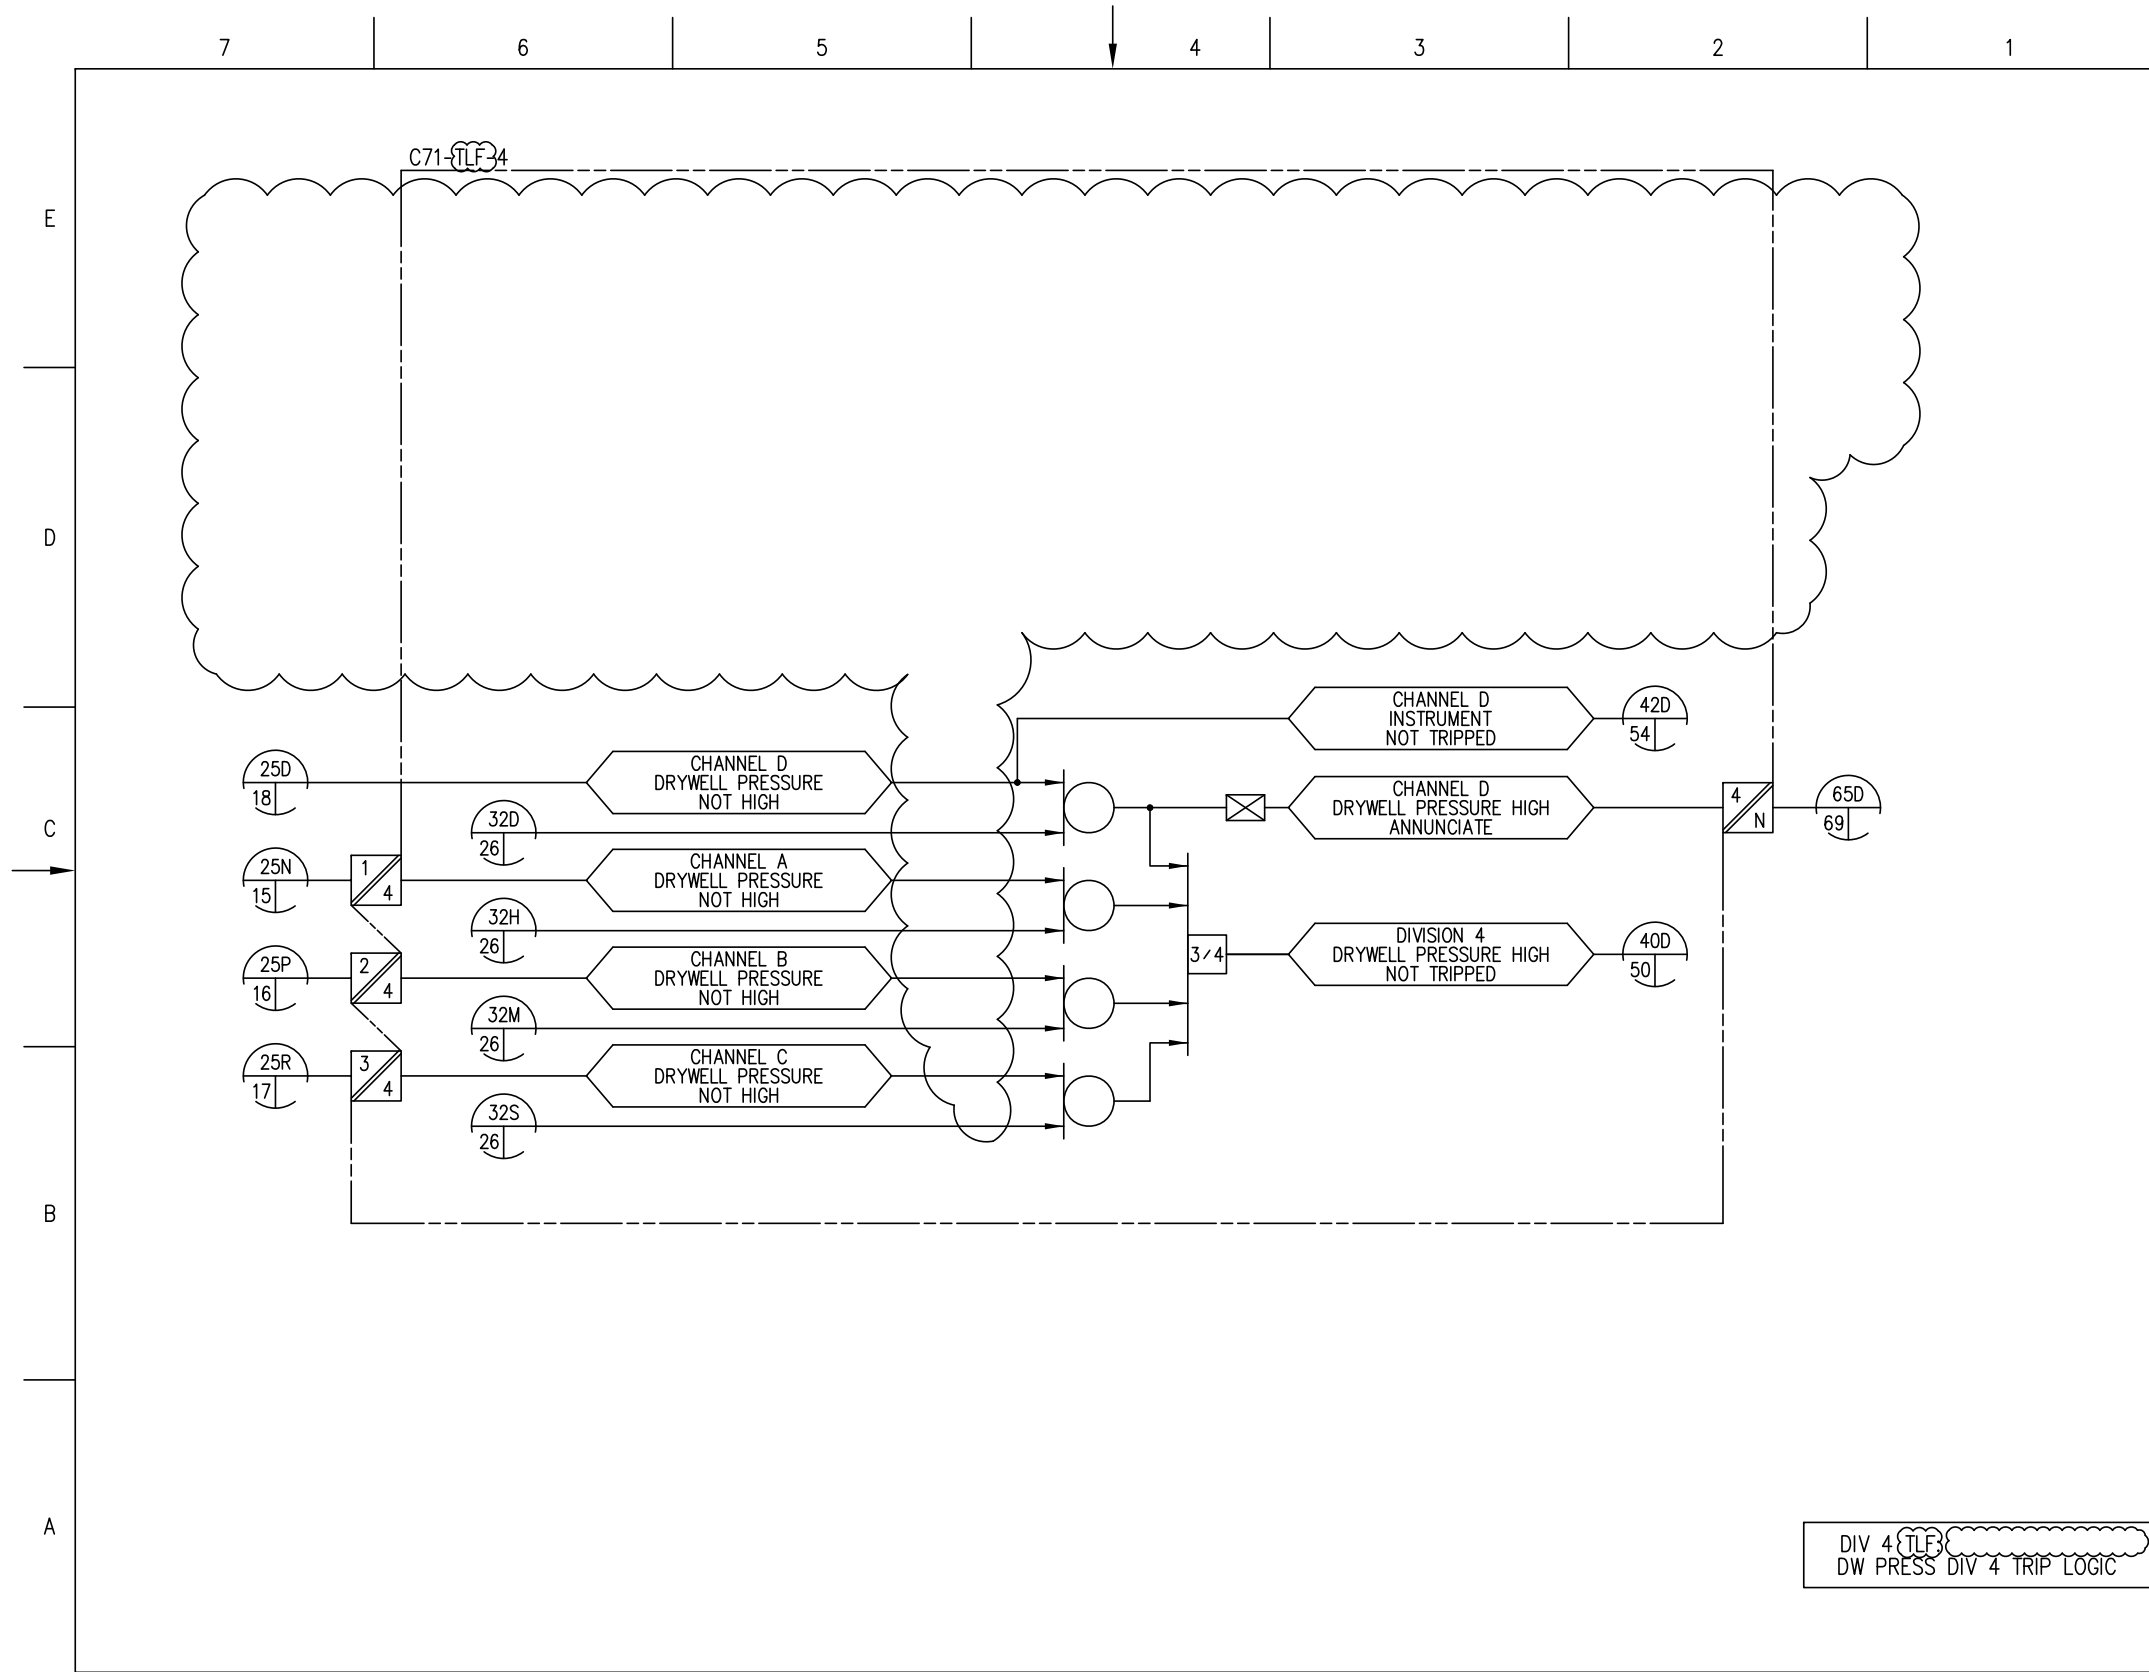 7 6 5 4 3 2 1
C71-TLF-4
E
D
CHANNEL D
INSTRUMENT
NOT TRIPPED
42D
54
25D
18
CHANNEL D
DRYWELL PRESSURE
NOT HIGH
CHANNEL D
DRYWELL PRESSURE HIGH
ANNUNCIATE
4
N
65D
69
C
32D
26
25N
15
1
4
CHANNEL A
DRYWELL PRESSURE
NOT HIGH
32H
26
3/4
DIVISION 4
DRYWELL PRESSURE HIGH
NOT TRIPPED
40D
50
25P
16
2
4
CHANNEL B
DRYWELL PRESSURE
NOT HIGH
32M
26
25R
17
3
4
CHANNEL C
DRYWELL PRESSURE
NOT HIGH
32S
26
B
A
DIV 4 TLF:
DW PRESS DIV 4 TRIP LOGIC